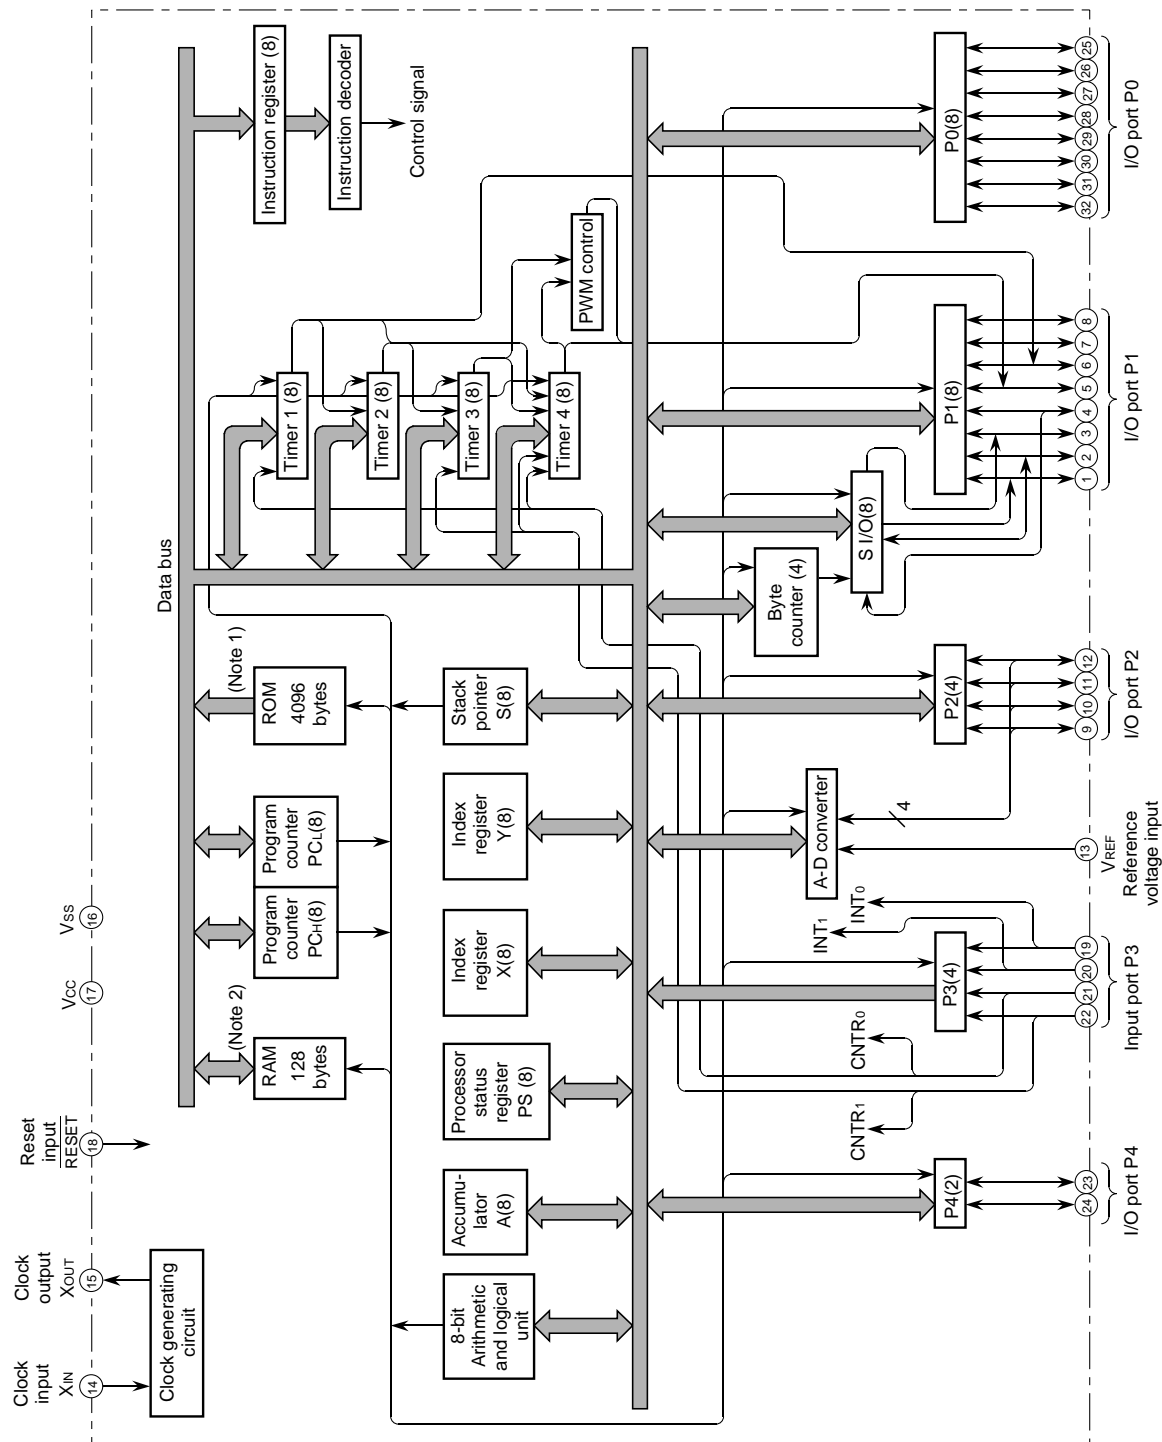 Clock
input
XIN
14
Clock
output
XOUT
15
Clock generating
circuit
Reset
input
RESET
18
VCC
17
VSS
16
Data bus
RAM
128
bytes
(Note 2)
Program
counter
PCH(8)
Program
counter
PCL(8)
ROM
4096
bytes
(Note 1)
Timer 1 (8)
Timer 2 (8)
Timer 3 (8)
Timer 4 (8)
Instruction register (8)
Instruction decoder
Control signal
PWM control
8-bit
Arithmetic
and logical
unit
Accumu-
lator
A(8)
Processor
status
register
PS (8)
Index
register
X(8)
Index
register
Y(8)
Stack
pointer
S(8)
Byte
counter (4)
S I/O(8)
CNTR1
CNTR0
INT1
INT0
A-D converter
4
P4(2)
P3(4)
P2(4)
P1(8)
P0(8)
24
23
22
21
20
19
13
9
10
11
12
1
2
3
4
5
6
7
8
32
31
30
29
28
27
26
25
I/O port P4
Input port P3
VREF
Reference
voltage input
I/O port P2
I/O port P1
I/O port P0